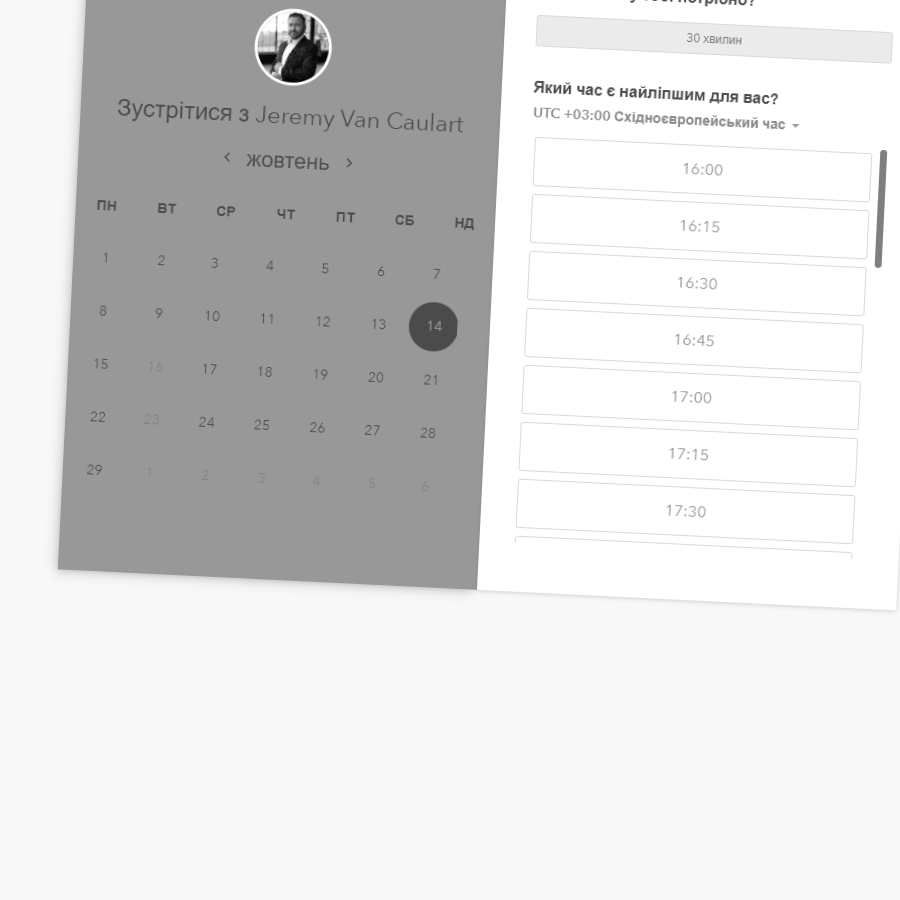 Зустрітися з Jeremy Van Caulart
жовтень
ПН ВТ СР ЧТ ПТ СБ НД
1 2 3 4 5 6 7
8 9 10 11 12 13 14
15 16 17 18 19 20 21
22 23 24 25 26 27 28
29 1 2 3 4 5 6
потрібно?
30 хвилин
Який час є найліпшим для вас?
UTC +03:00 Східноєвропейський час
16:00
16:15
16:30
16:45
17:00
17:15
17:30